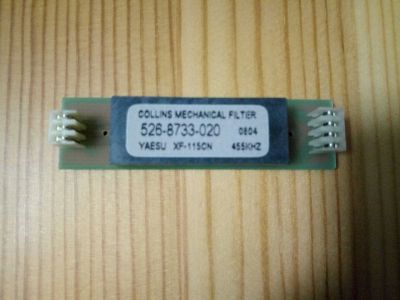 COLLINS MECHANICAL FILTER
526-8733-020 0804
YAESU XF-115CN 455KHZ